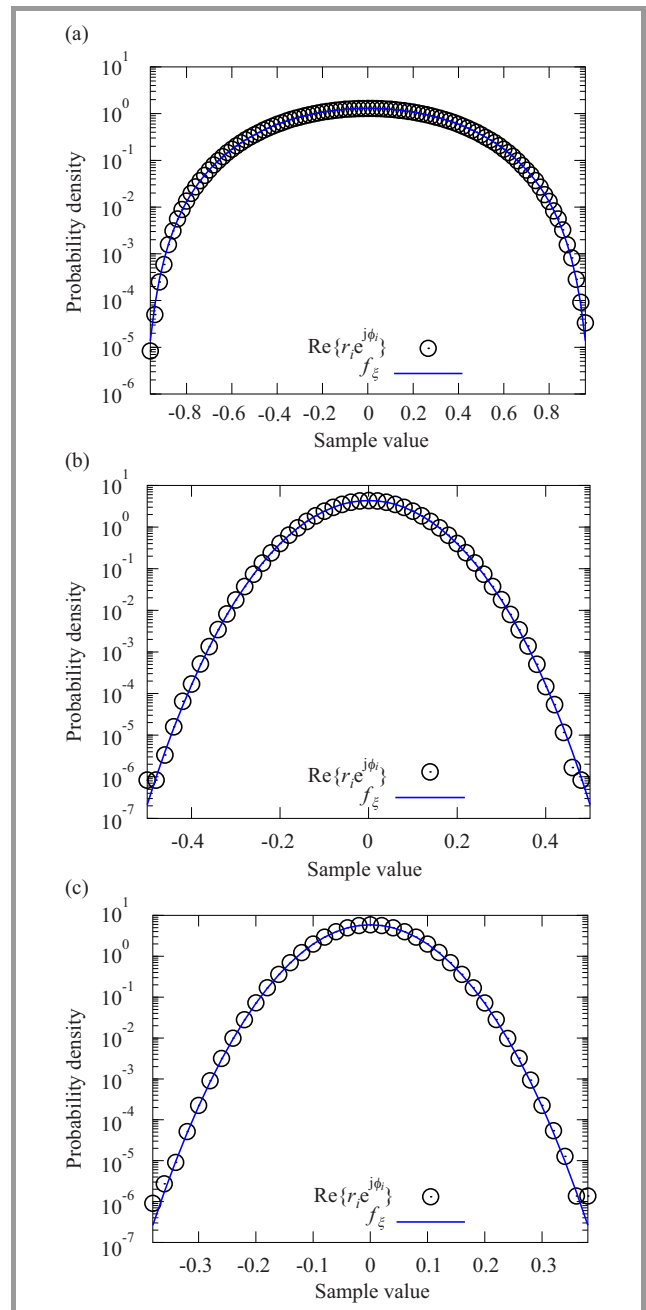 (a)
10^1
10^0
10^-1
10^-2
10^-3
10^-4
10^-5
10^-6
Probability density
Re{r_i e^jϕ_i}
f_ξ
-0.8 -0.6 -0.4 -0.2 0 0.2 0.4 0.6 0.8
Sample value
(b)
10^1
10^0
10^-1
10^-2
10^-3
10^-4
10^-5
10^-6
10^-7
Probability density
Re{r_i e^jϕ_i}
f_ξ
-0.4 -0.2 0 0.2 0.4
Sample value
(c)
10^1
10^0
10^-1
10^-2
10^-3
10^-4
10^-5
10^-6
10^-7
Probability density
Re{r_i e^jϕ_i}
f_ξ
-0.3 -0.2 -0.1 0 0.1 0.2 0.3
Sample value